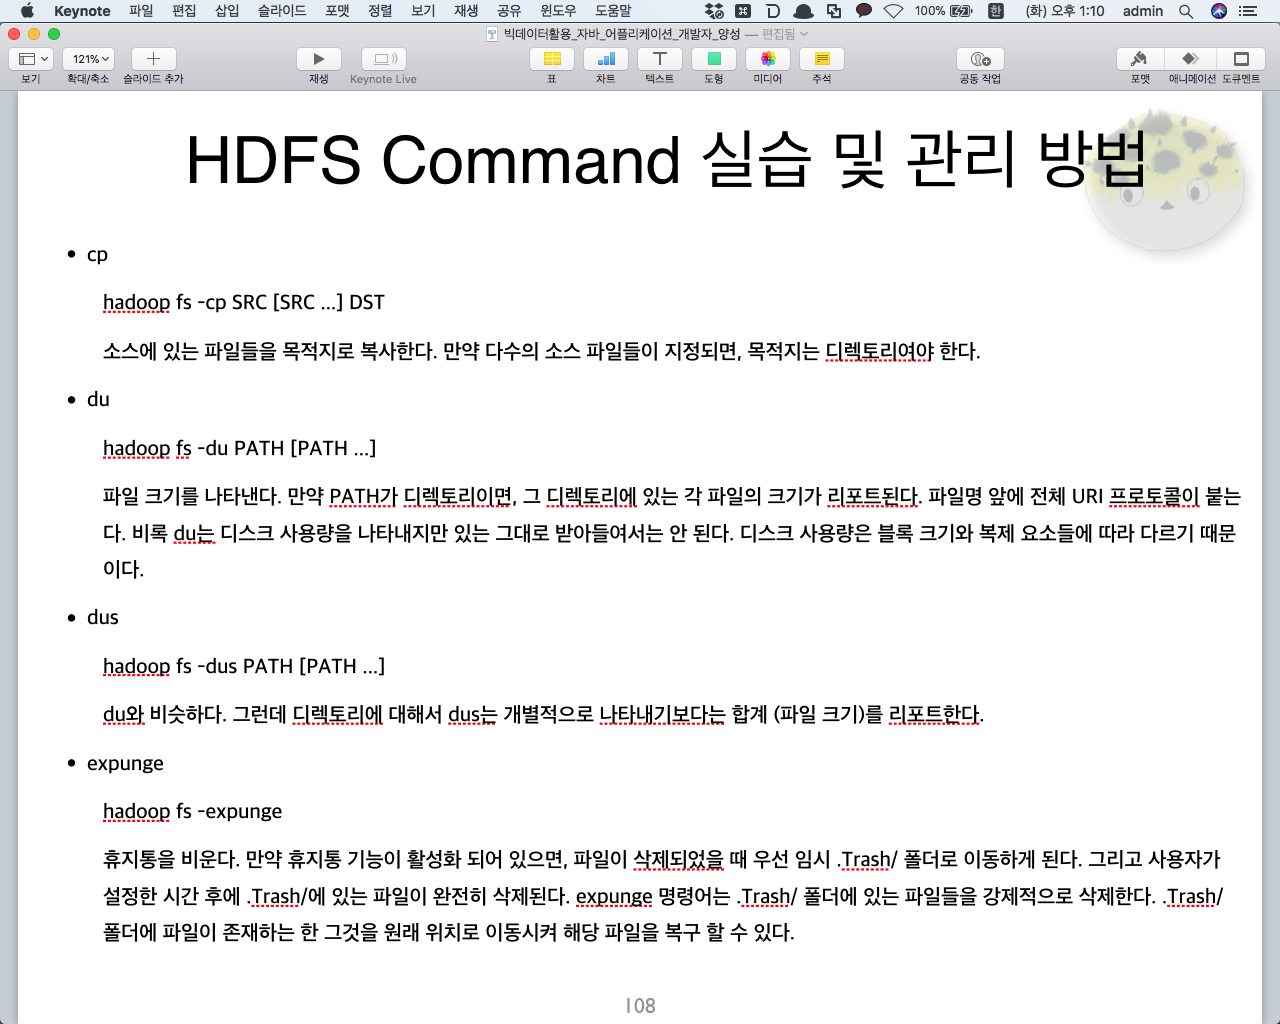 Keynote 파일 편집 삽입 슬라이드 포맷 정렬 보기 재생 공유 윈도우 도움말 100% 한 (화) 오후 1:10 admin
빅데이터활용_자바_어플리케이션_개발자_양성 — 편집됨
121%
보기 확대/축소 슬라이드 추가 재생 Keynote Live 표 차트 텍스트 도형 미디어 주석 공동 작업 포맷 애니메이션 도큐멘트
HDFS Command 실습 및 관리 방법
• cp
hadoop fs -cp SRC [SRC ...] DST
소스에 있는 파일들을 목적지로 복사한다. 만약 다수의 소스 파일들이 지정되면, 목적지는 디렉토리여야 한다.
• du
hadoop fs -du PATH [PATH ...]
파일 크기를 나타낸다. 만약 PATH가 디렉토리이면, 그 디렉토리에 있는 각 파일의 크기가 리포트된다. 파일명 앞에 전체 URI 프로토콜이 붙는
다. 비록 du는 디스크 사용량을 나타내지만 있는 그대로 받아들여서는 안 된다. 디스크 사용량은 블록 크기와 복제 요소들에 따라 다르기 때문
이다.
• dus
hadoop fs -dus PATH [PATH ...]
du와 비슷하다. 그런데 디렉토리에 대해서 dus는 개별적으로 나타내기보다는 합계 (파일 크기)를 리포트한다.
• expunge
hadoop fs -expunge
휴지통을 비운다. 만약 휴지통 기능이 활성화 되어 있으면, 파일이 삭제되었을 때 우선 임시 .Trash/ 폴더로 이동하게 된다. 그리고 사용자가
설정한 시간 후에 .Trash/에 있는 파일이 완전히 삭제된다. expunge 명령어는 .Trash/ 폴더에 있는 파일들을 강제적으로 삭제한다. .Trash/
폴더에 파일이 존재하는 한 그것을 원래 위치로 이동시켜 해당 파일을 복구 할 수 있다.
108